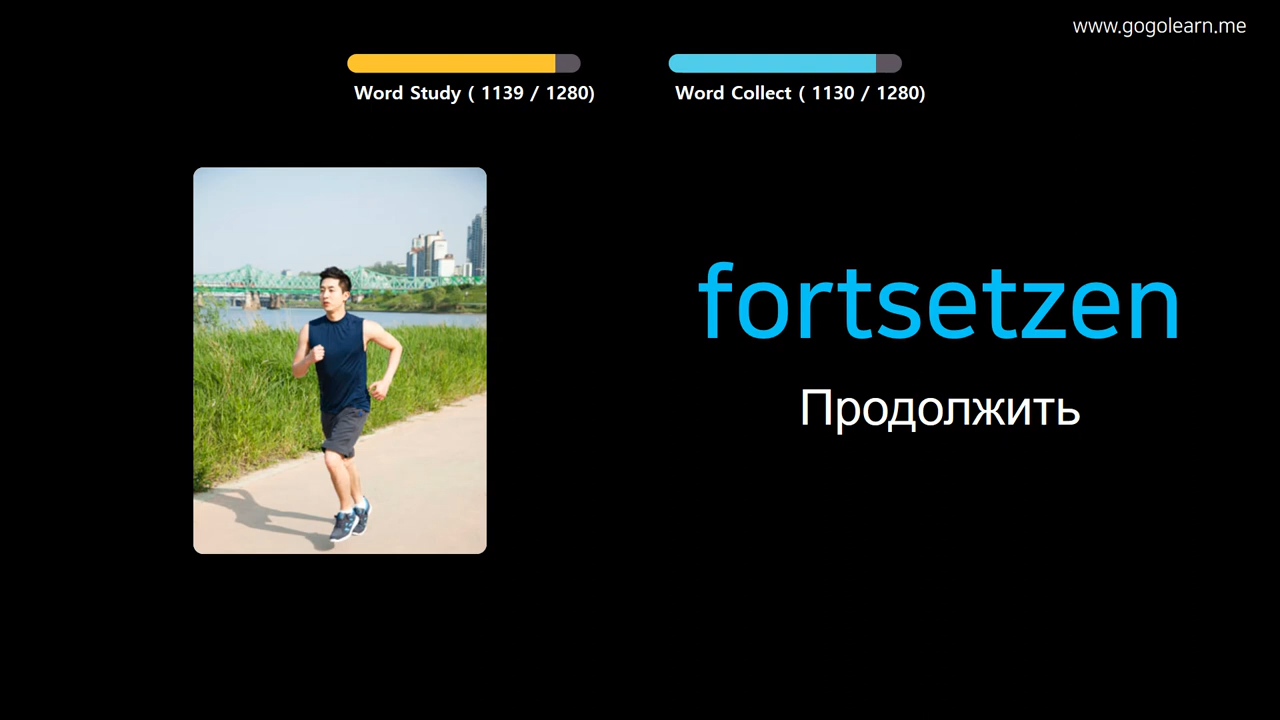 www.gogolearn.me
Word Study ( 1139 / 1280)
Word Collect ( 1130 / 1280)
fortsetzen
Продолжить